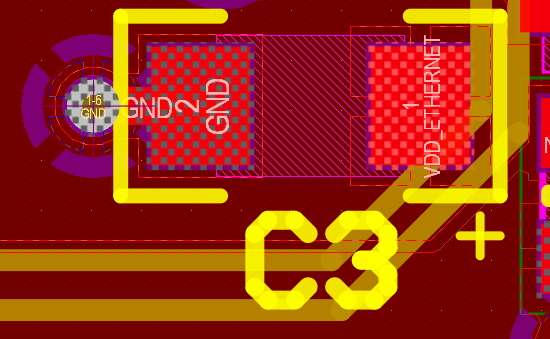 1-6
GND
GND
2
GND
1
VDD_ETHERNET
C3
+